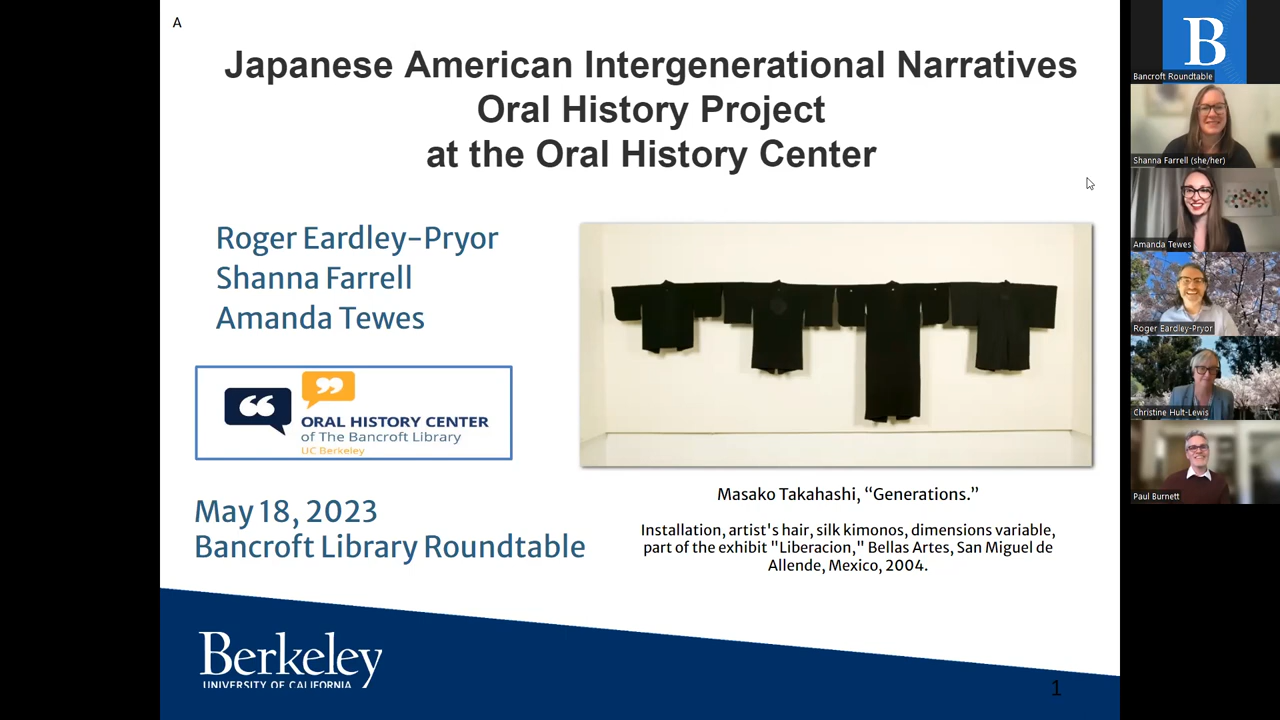 A
Japanese American Intergenerational Narratives
Oral History Project
at the Oral History Center
Roger Eardley-Pryor
Shanna Farrell
Amanda Tewes
ORAL HISTORY CENTER
of The Bancroft Library
UC Berkeley
May 18, 2023
Bancroft Library Roundtable
Masako Takahashi, “Generations.”
Installation, artist's hair, silk kimonos, dimensions variable,
part of the exhibit "Liberacion," Bellas Artes, San Miguel de
Allende, Mexico, 2004.
Berkeley
UNIVERSITY OF CALIFORNIA
1
B
Bancroft Roundtable
Shanna Farrell (she/her)
Amanda Tewes
Roger Eardley-Pryor
Christine Hult-Lewis
Paul Burnett